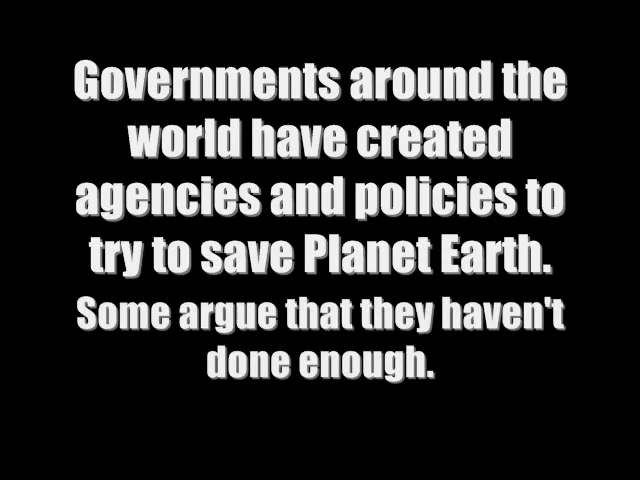 Governments around the
world have created
agencies and policies to
try to save Planet Earth.
Some argue that they haven't
done enough.